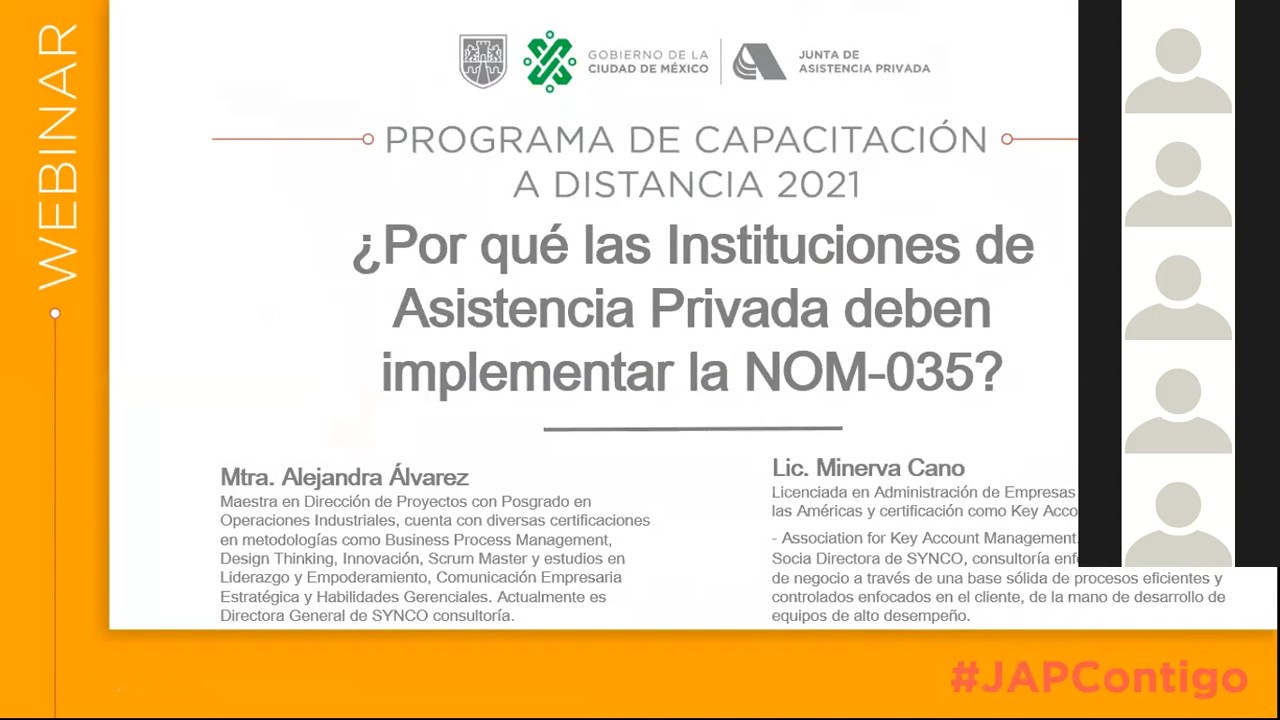 WEBINAR
GOBIERNO DE LA
CIUDAD DE MÉXICO
JUNTA DE
ASISTENCIA PRIVADA
PROGRAMA DE CAPACITACIÓN
A DISTANCIA 2021
¿Por qué las Instituciones de
Asistencia Privada deben
implementar la NOM-035?
Mtra. Alejandra Álvarez
Maestra en Dirección de Proyectos con Posgrado en
Operaciones Industriales, cuenta con diversas certificaciones
en metodologías como Business Process Management,
Design Thinking, Innovación, Scrum Master y estudios en
Liderazgo y Empoderamiento, Comunicación Empresaria
Estratégica y Habilidades Gerenciales. Actualmente es
Directora General de SYNCO consultoría.
Lic. Minerva Cano
Licenciada en Administración de Empresas
las Américas y certificación como Key
- Association for Key Account Management.
Socia Directora de SYNCO, consultoría
de negocio a través de una base sólida de procesos eficientes y
controlados enfocados en el cliente, de la mano de desarrollo de
equipos de alto desempeño.
#JAPContigo